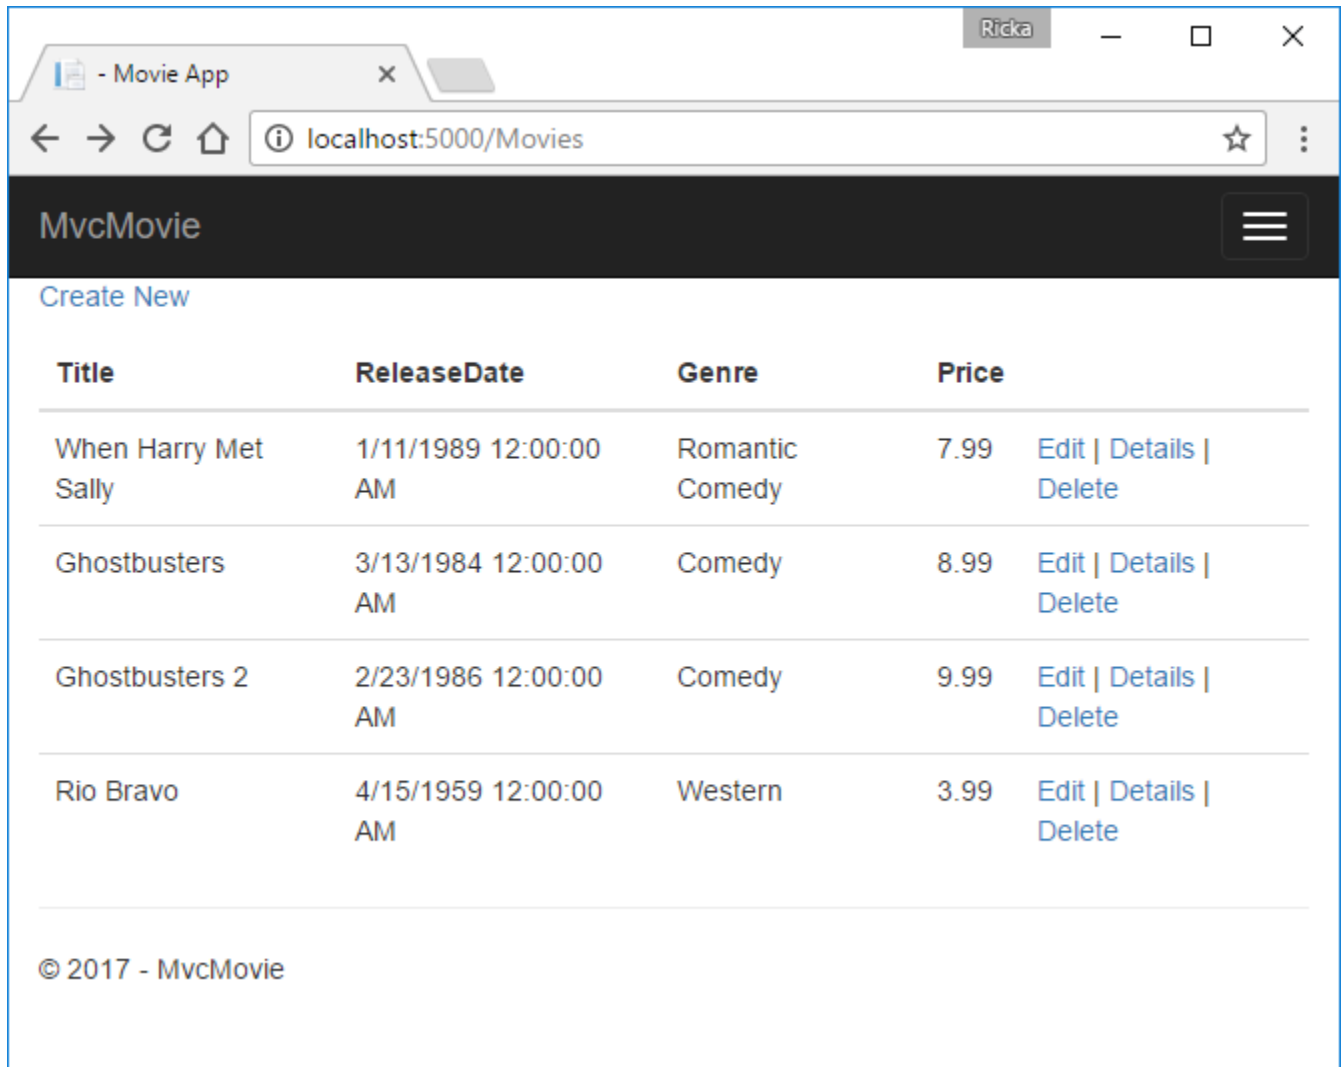 Ricka
- Movie App
localhost:5000/Movies
MvcMovie
Create New
Title ReleaseDate Genre Price
When Harry Met 1/11/1989 12:00:00 Romantic 7.99 Edit | Details |
Sally AM Comedy Delete
Ghostbusters 3/13/1984 12:00:00 Comedy 8.99 Edit | Details |
AM Delete
Ghostbusters 2 2/23/1986 12:00:00 Comedy 9.99 Edit | Details |
AM Delete
Rio Bravo 4/15/1959 12:00:00 Western 3.99 Edit | Details |
AM Delete
© 2017 - MvcMovie